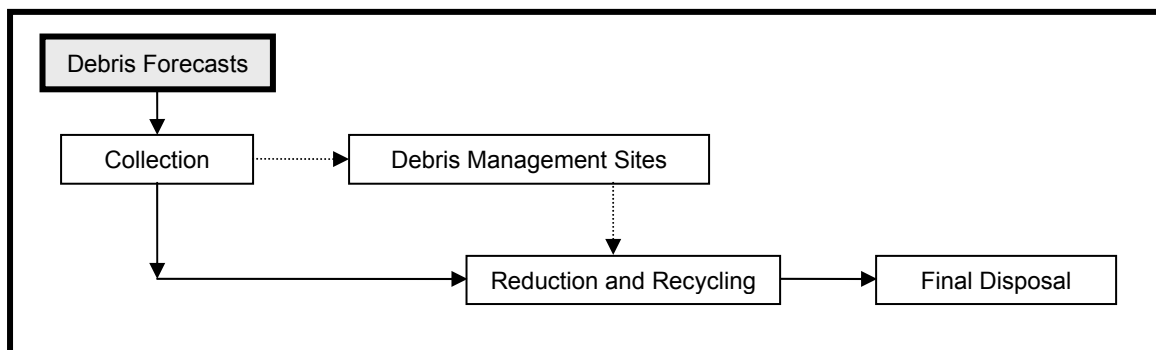 Debris Forecasts
Collection
Debris Management Sites
Reduction and Recycling
Final Disposal